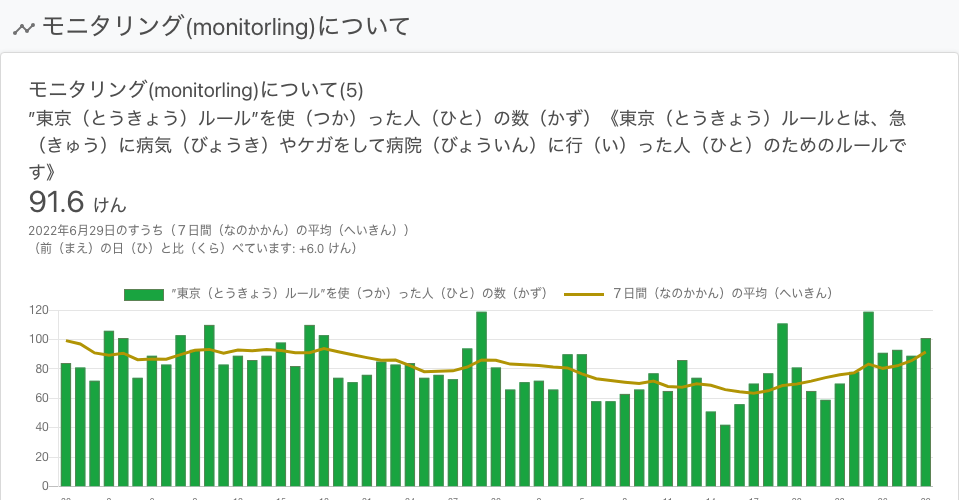 モニタリング(monitorling)について
モニタリング(monitorling)について(5)
”東京（とうきょう）ルール”を使（つか）った人（ひと）の数（かず）《東京（とうきょう）ルールとは、急
（きゅう）に病気（びょうき）やケガをして病院（びょういん）に行（い）った人（ひと）のためのルールで
す》
91.6 けん
2022年6月29日のすうち（７日間（なのかかん）の平均（へいきん））
（前（まえ）の日（ひ）と比（くら）べています: +6.0 けん）
”東京（とうきょう）ルール”を使（つか）った人（ひと）の数（かず） ７日間（なのかかん）の平均（へいきん）
120
100
80
60
40
20
0